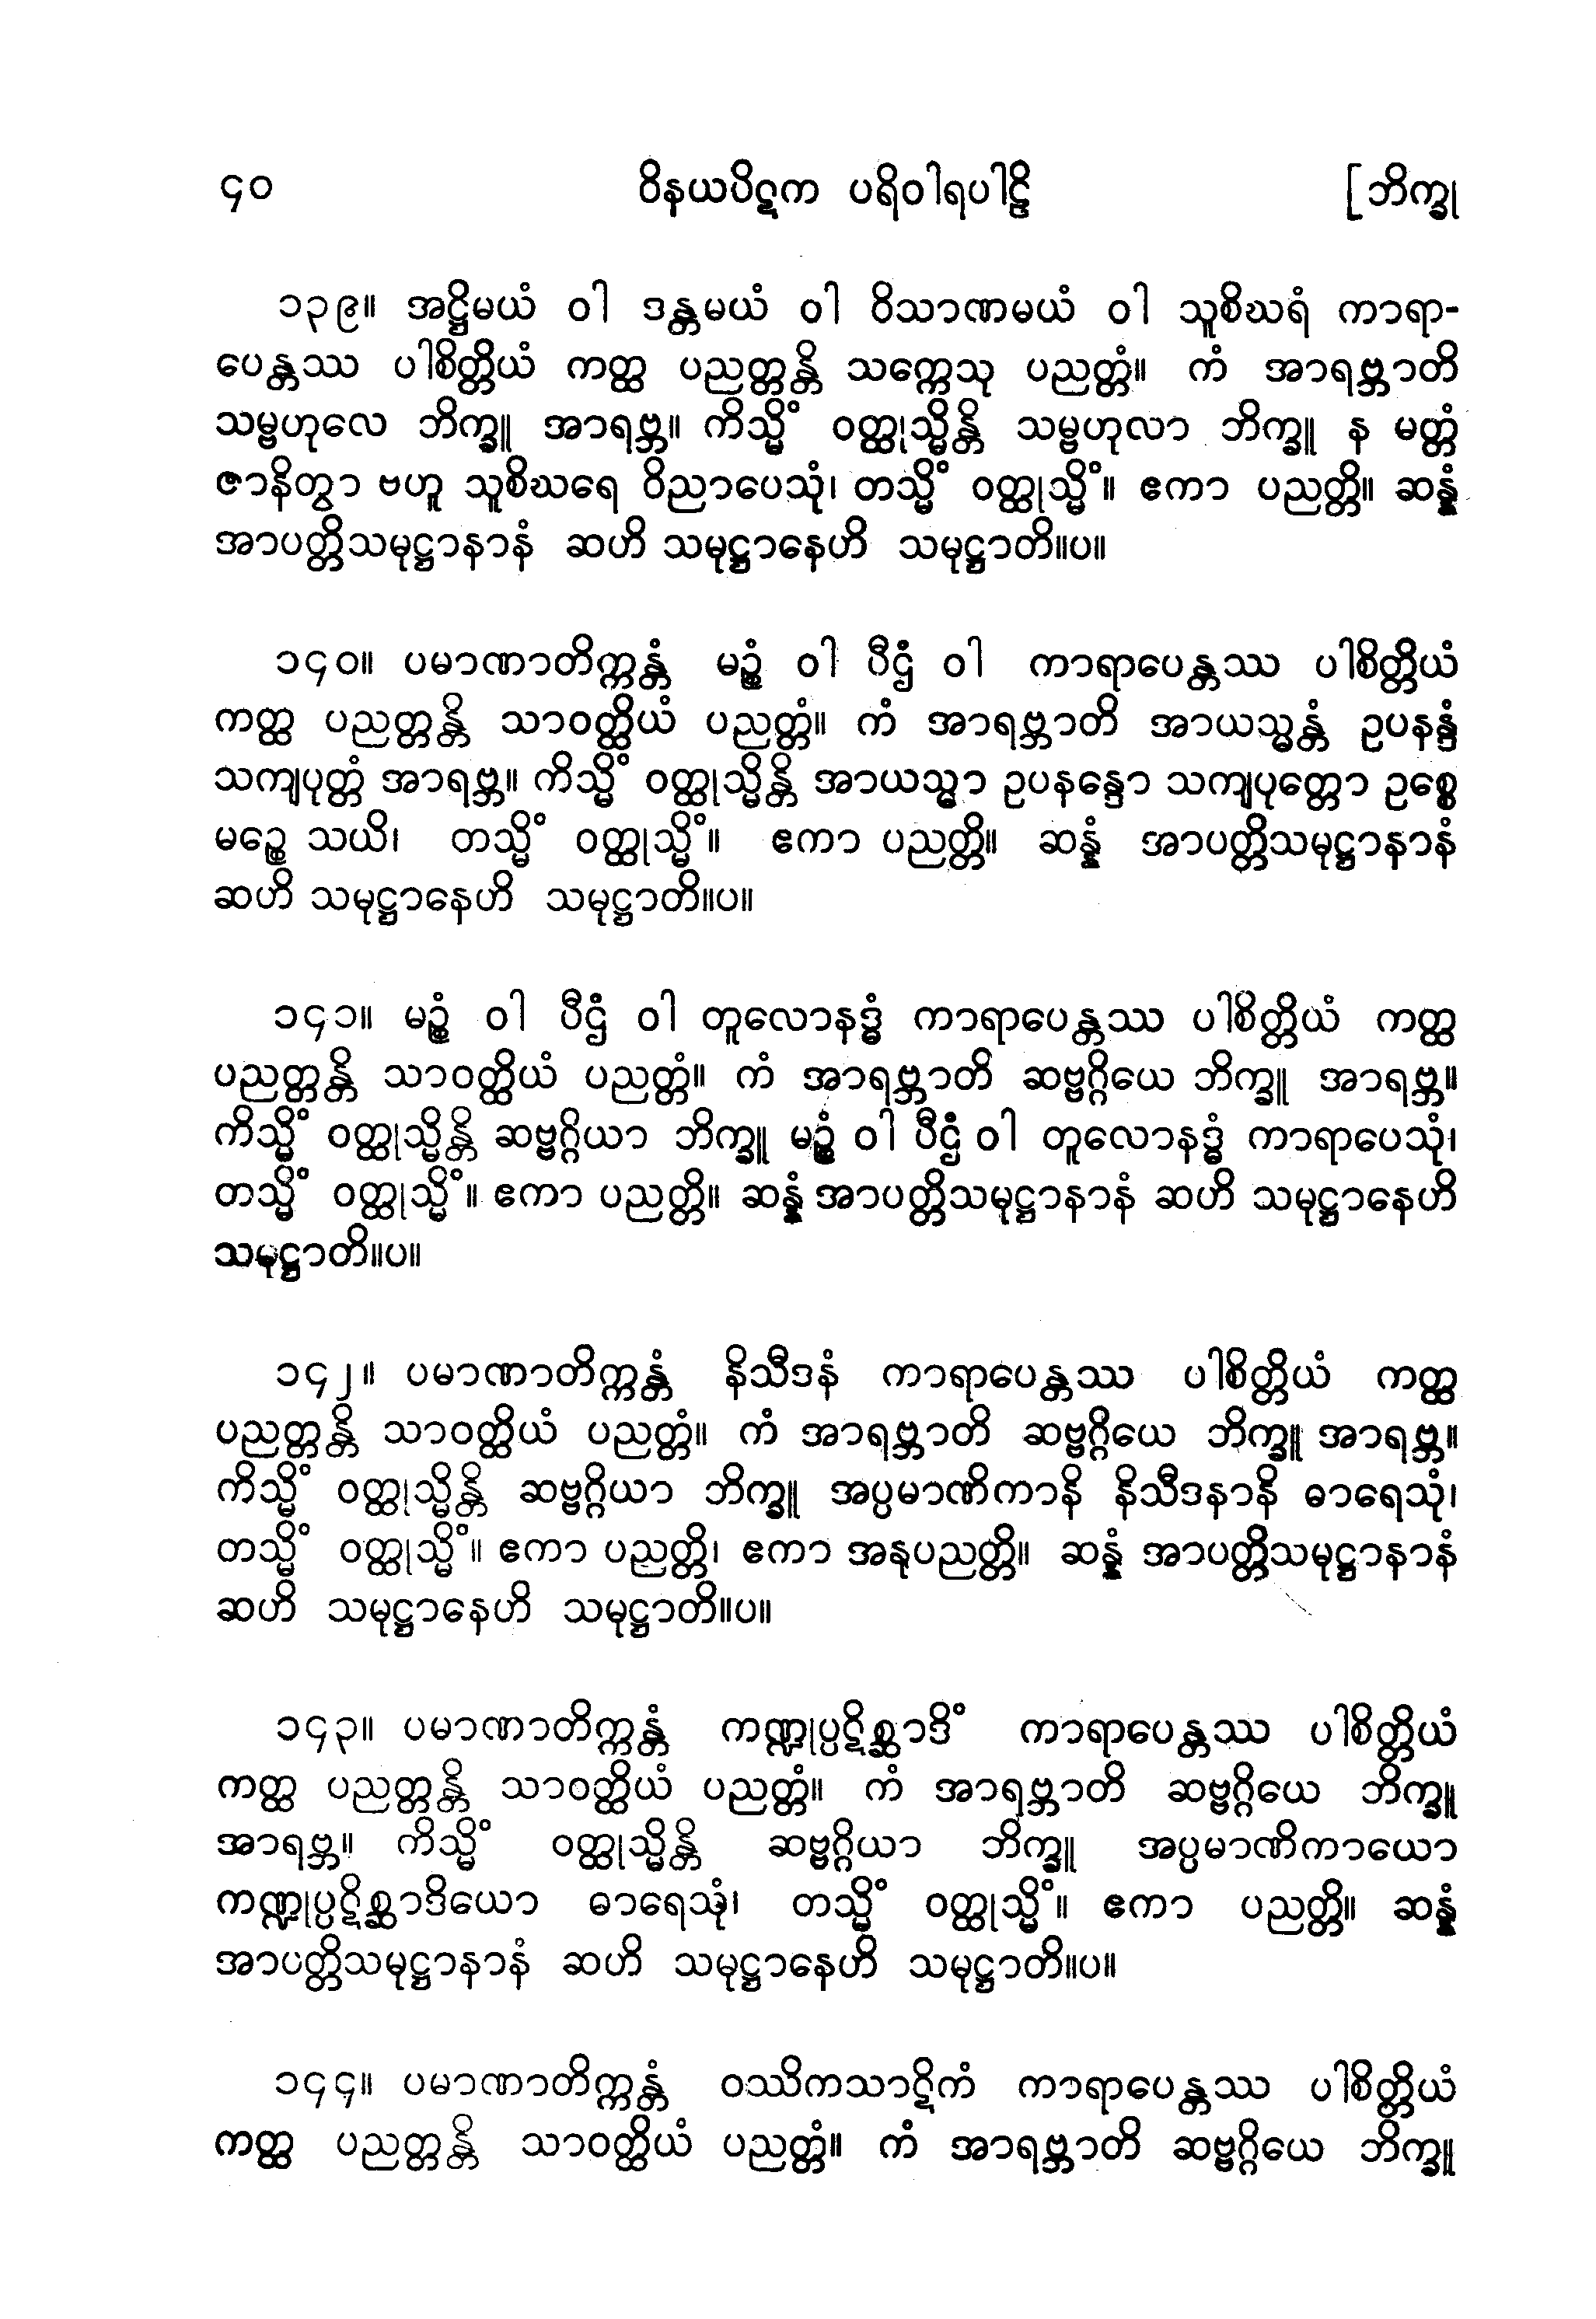 ၄၀ ဝိနယပိဋက ပရိဝါရပါဠိ [ဘိက္ခု
၁၃၉။ အဋ္ဌိမယံ ဝါ ဒန္တမယံ ဝါ ဝိသာဏမယံ ဝါ သူစိဃရံ ကာရာ-
ပေန္တဿ ပါစိတ္တိယံ ကတ္ထ ပညတ္တန္တိ သက္ကေသု ပညတ္တံ။ ကံ အာရဗ္ဘာတိ
သမ္ဗဟုလေ ဘိက္ခူ အာရဗ္ဘ။ ကိသ္မိံ ဝတ္ထုသ္မိန္တိ သမ္ဗဟုလာ ဘိက္ခူ န မတ္တံ
ဇာနိတွာ ဗဟူ သူစိဃရေ ဝိညာပေသုံ၊ တသ္မိံ ဝတ္ထုသ္မိံ။ ဧကာ ပညတ္တိ။ ဆန္နံ
အာပတ္တိသမုဋ္ဌာနာနံ ဆဟိ သမုဋ္ဌာနေဟိ သမုဋ္ဌာတိ။ပ။
၁၄၀။ ပမာဏာတိက္ကန္တံ မဉ္စံ ဝါ ပီဌံ ဝါ ကာရာပေန္တဿ ပါစိတ္တိယံ
ကတ္ထ ပညတ္တန္တိ သာဝတ္ထိယံ ပညတ္တံ။ ကံ အာရဗ္ဘာတိ အာယသ္မန္တံ ဥပနန္ဒံ
သကျပုတ္တံ အာရဗ္ဘ။ ကိသ္မိံ ဝတ္ထုသ္မိန္တိ အာယသ္မာ ဥပနန္ဒော သကျပုတ္တော ဥစ္စေ
မဉ္စေ သယိ၊ တသ္မိံ ဝတ္ထုသ္မိံ။ ဧကာ ပညတ္တိ။ ဆန္နံ အာပတ္တိသမုဋ္ဌာနာနံ
ဆဟိ သမုဋ္ဌာနေဟိ သမုဋ္ဌာတိ။ပ။
၁၄၁။ မဉ္စံ ဝါ ပီဌံ ဝါ တူလောနဒ္ဓံ ကာရာပေန္တဿ ပါစိတ္တိယံ ကတ္ထ
ပညတ္တန္တိ သာဝတ္ထိယံ ပညတ္တံ။ ကံ အာရဗ္ဘာတိ ဆဗ္ဗဂ္ဂိယေ ဘိက္ခူ အာရဗ္ဘ။
ကိသ္မိံ ဝတ္ထုသ္မိန္တိ ဆဗ္ဗဂ္ဂိယာ ဘိက္ခူ မဉ္စံ ဝါ ပီဌံ ဝါ တူလောနဒ္ဓံ ကာရာပေသုံ၊
တသ္မိံ ဝတ္ထုသ္မိံ။ ဧကာ ပညတ္တိ။ ဆန္နံ အာပတ္တိသမုဋ္ဌာနာနံ ဆဟိ သမုဋ္ဌာနေဟိ
သမုဋ္ဌာတိ။ပ။
၁၄၂။ ပမာဏာတိက္ကန္တံ နိသီဒနံ ကာရာပေန္တဿ ပါစိတ္တိယံ ကတ္ထ
ပညတ္တန္တိ သာဝတ္ထိယံ ပညတ္တံ။ ကံ အာရဗ္ဘာတိ ဆဗ္ဗဂ္ဂိယေ ဘိက္ခူ အာရဗ္ဘ။
ကိသ္မိံ ဝတ္ထုသ္မိန္တိ ဆဗ္ဗဂ္ဂိယာ ဘိက္ခူ အပ္ပမာဏိကာနိ နိသီဒနာနိ ဓာရေသုံ၊
တသ္မိံ ဝတ္ထုသ္မိံ။ ဧကာ ပညတ္တိ၊ ဧကာ အနုပညတ္တိ။ ဆန္နံ အာပတ္တိသမုဋ္ဌာနာနံ
ဆဟိ သမုဋ္ဌာနေဟိ သမုဋ္ဌာတိ။ပ။
၁၄၃။ ပမာဏာတိက္ကန္တံ ကဏ္ဍုပ္ပဋိစ္ဆာဒိံ ကာရာပေန္တဿ ပါစိတ္တိယံ
ကတ္ထ ပညတ္တန္တိ သာဝတ္ထိယံ ပညတ္တံ။ ကံ အာရဗ္ဘာတိ ဆဗ္ဗဂ္ဂိယေ ဘိက္ခူ
အာရဗ္ဘ။ ကိသ္မိံ ဝတ္ထုသ္မိန္တိ ဆဗ္ဗဂ္ဂိယာ ဘိက္ခူ အပ္ပမာဏိကာယော
ကဏ္ဍုပ္ပဋိစ္ဆာဒိယော ဓာရေသုံ၊ တသ္မိံ ဝတ္ထုသ္မိံ။ ဧကာ ပညတ္တိ။ ဆန္နံ
အာပတ္တိသမုဋ္ဌာနာနံ ဆဟိ သမုဋ္ဌာနေဟိ သမုဋ္ဌာတိ။ပ။
၁၄၄။ ပမာဏာတိက္ကန္တံ ဝဿိကသာဋိကံ ကာရာပေန္တဿ ပါစိတ္တိယံ
ကတ္ထ ပညတ္တန္တိ သာဝတ္ထိယံ ပညတ္တံ။ ကံ အာရဗ္ဘာတိ ဆဗ္ဗဂ္ဂိယေ ဘိက္ခူ